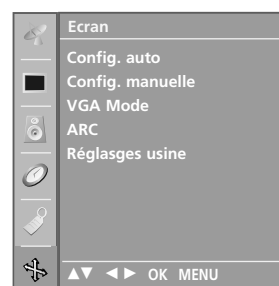 Ecran
Config. auto
Config. manuelle
VGA Mode
ARC
Réglasges usine
▲▼ ◄► OK MENU